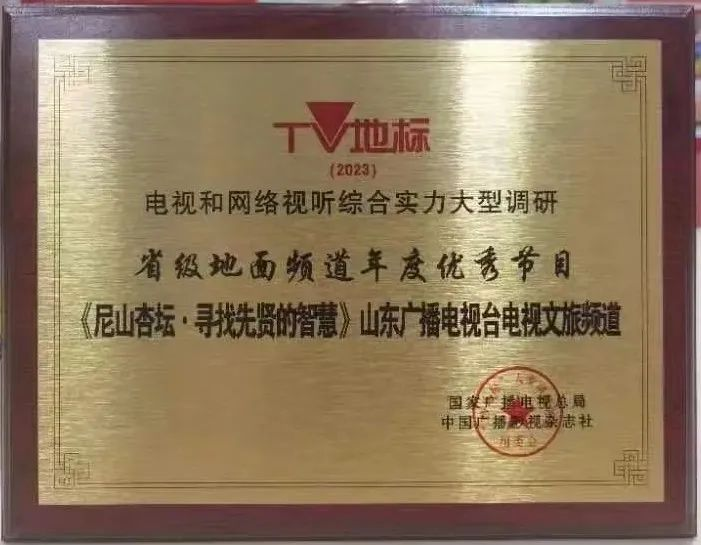 TV地标
(2023)
电视和网络视听综合实力大型调研
省级地面频道年度优秀节目
《尼山杏坛·寻找先贤的智慧》山东广播电视台电视文旅频道
国家广播电视总局
中国广播影视杂志社